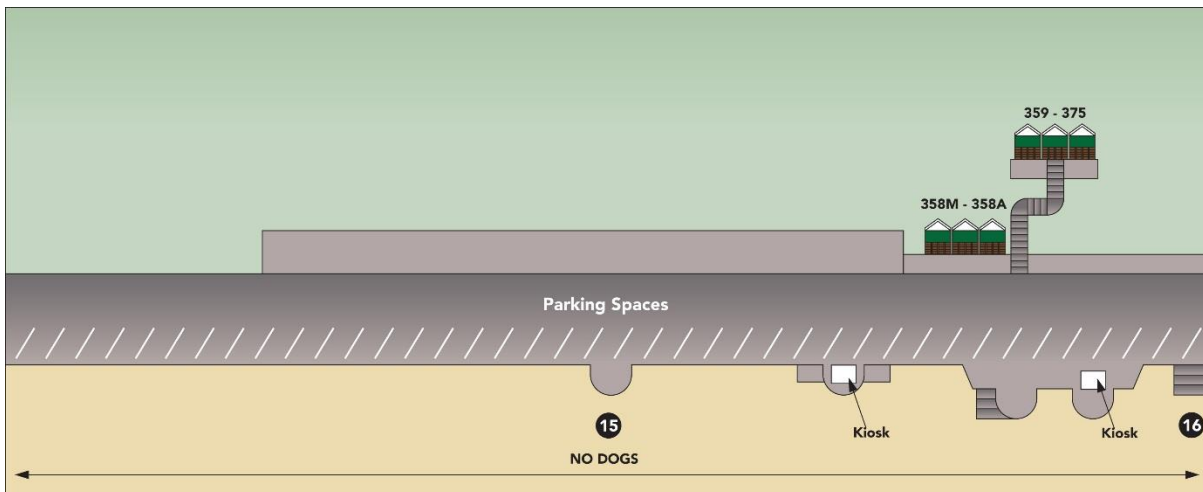 359 - 375
358M - 358A
Parking Spaces
15
Kiosk
Kiosk
16
NO DOGS